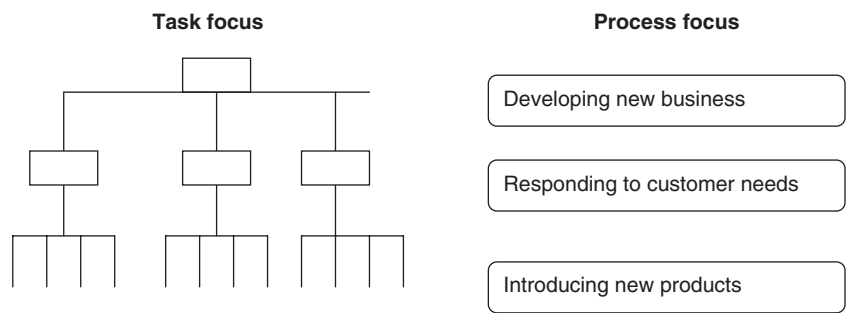 Task focus
Process focus
Developing new business
Responding to customer needs
Introducing new products